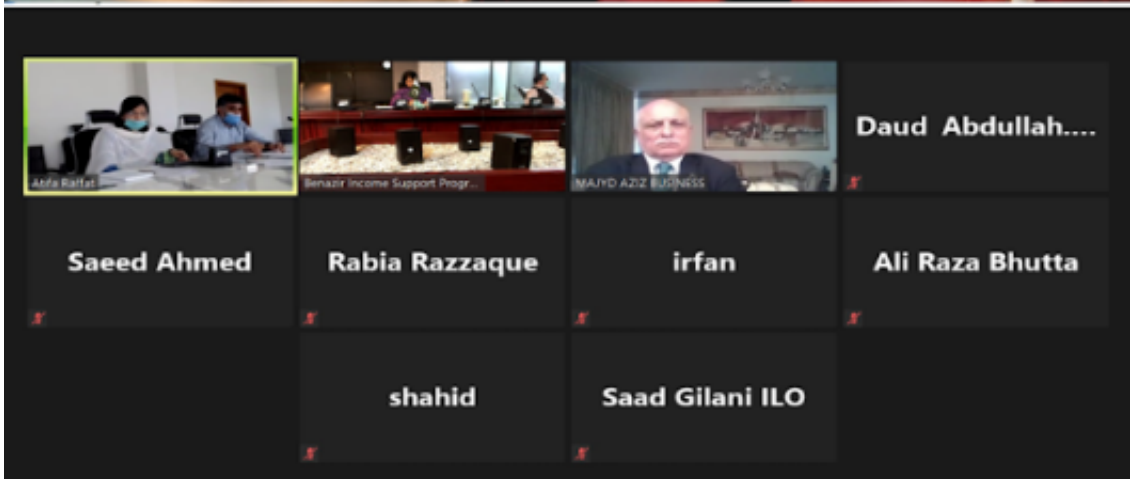 Atifa Raffat
Benazir Income Support Progr...
MAJYD AZIZ BUSINESS
Daud Abdullah....
Saeed Ahmed
Rabia Razzaque
irfan
Ali Raza Bhutta
shahid
Saad Gilani ILO